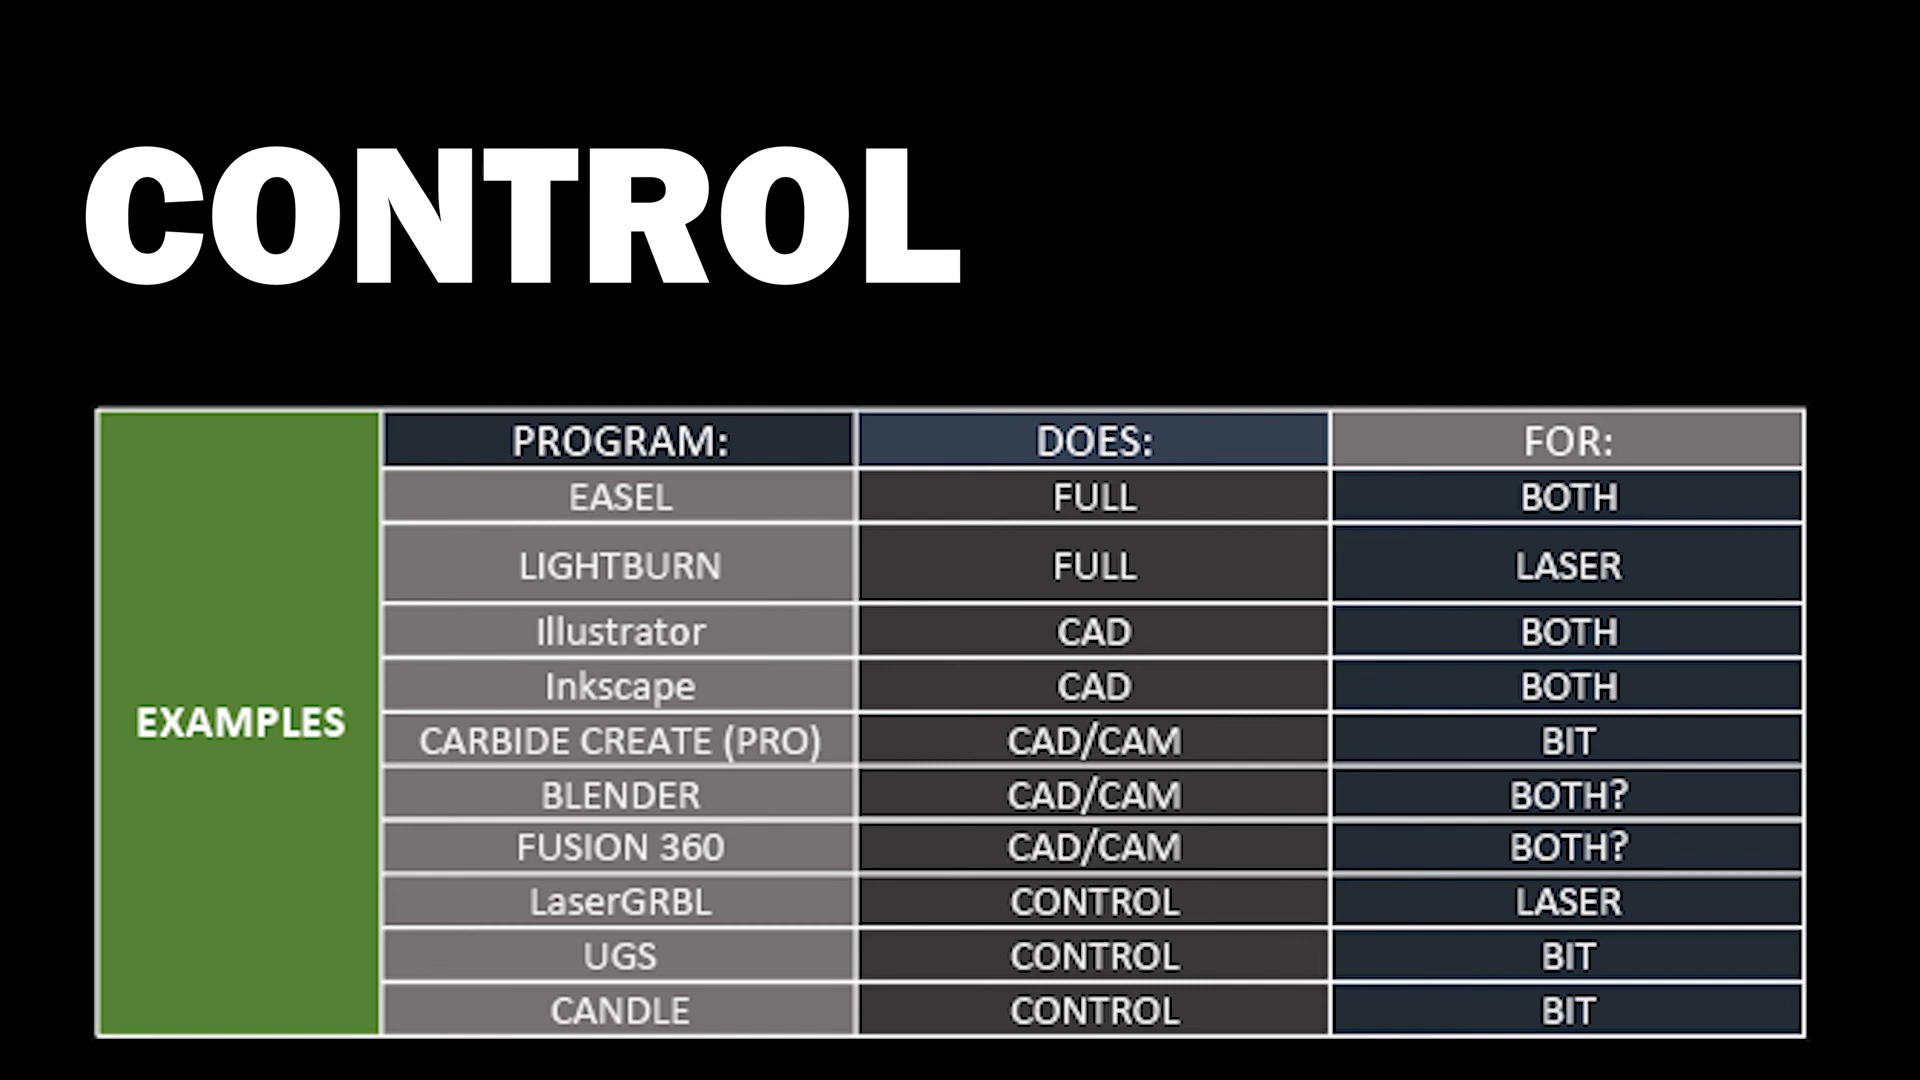 CONTROL
EXAMPLES
PROGRAM: DOES: FOR:
EASEL FULL BOTH
LIGHTBURN FULL LASER
Illustrator CAD BOTH
Inkscape CAD BOTH
CARBIDE CREATE (PRO) CAD/CAM BIT
BLENDER CAD/CAM BOTH?
FUSION 360 CAD/CAM BOTH?
LaserGRBL CONTROL LASER
UGS CONTROL BIT
CANDLE CONTROL BIT